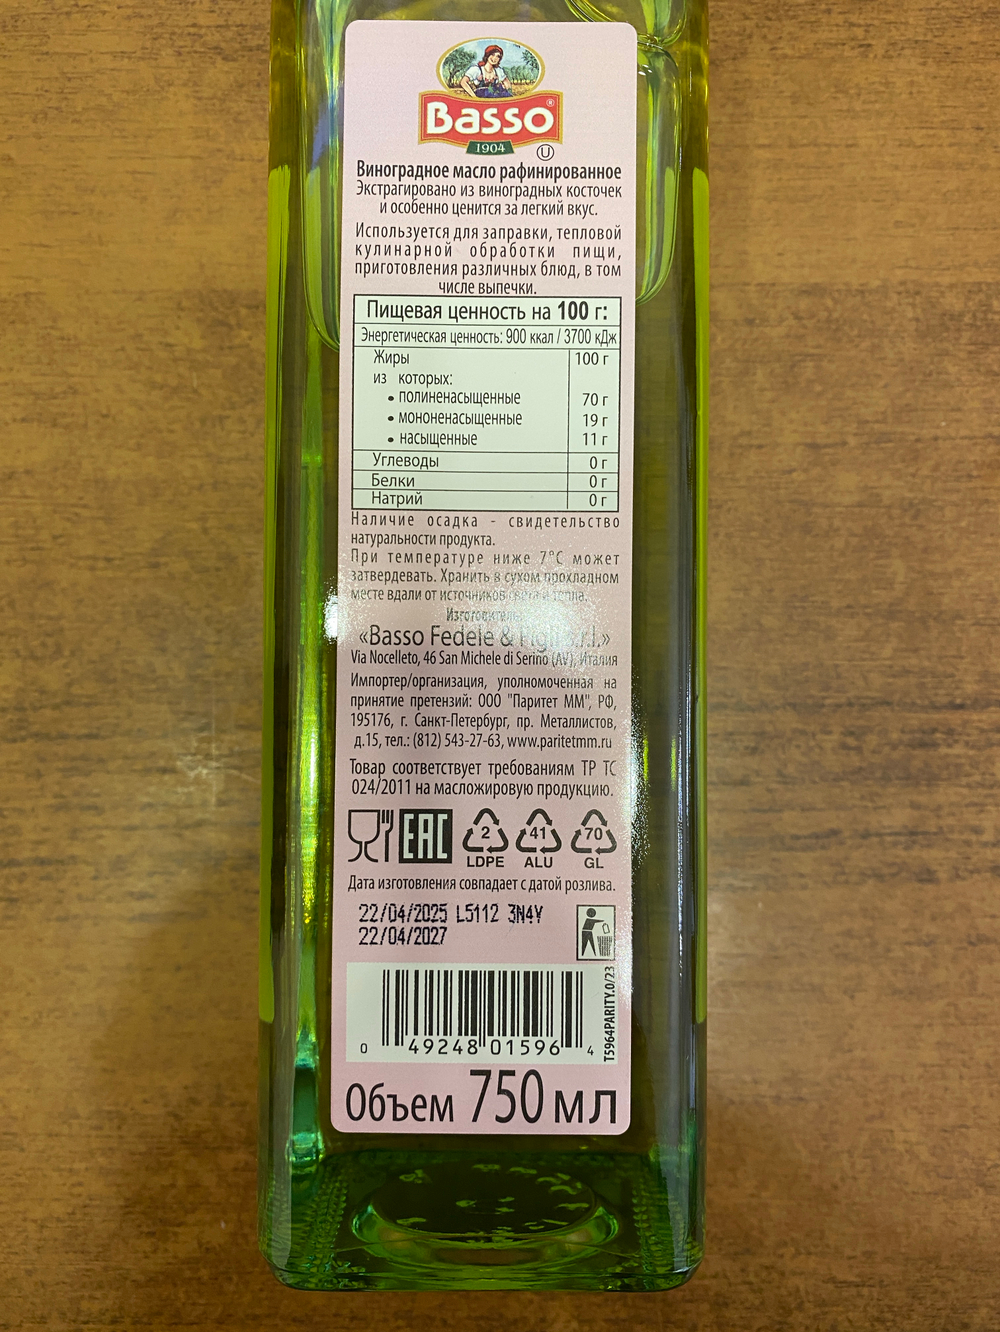 Basso®
1904
U
Виноградное масло рафинированное
Экстрагировано из виноградных косточек
и особенно ценится за легкий вкус.
Используется для заправки, тепловой
кулинарной обработки пищи,
приготовления различных блюд, в том
числе выпечки.
Пищевая ценность на 100 г:
Энергетическая ценность: 900 ккал / 3700 кДж
Жиры 100 г
из которых:
• полиненасыщенные 70 г
• мононенасыщенные 19 г
• насыщенные 11 г
Углеводы 0 г
Белки 0 г
Натрий 0 г
Наличие осадка - свидетельство
натуральности продукта.
При температуре ниже 7°С может
затвердевать. Хранить в сухом прохладном
месте вдали от источников света и тепла.
Изготовитель:
«Basso Fedele & Figli s.r.l.»
Via Nocelleto, 46 San Michele di Serino (AV), Италия
Импортер/организация, уполномоченная на
принятие претензий: ООО "Паритет ММ", РФ,
195176, г. Санкт-Петербург, пр. Металлистов,
д.15, тел.: (812) 543-27-63, www.paritetmm.ru
Товар соответствует требованиям ТР ТС
024/2011 на масложировую продукцию.
EAC 2 41 70
LDPE ALU GL
Дата изготовления совпадает с датой розлива.
22/04/2025 L5112 3N4Y
22/04/2027
T5964PARITY.0/23
0 49248 01596 4
Объем 750 мл